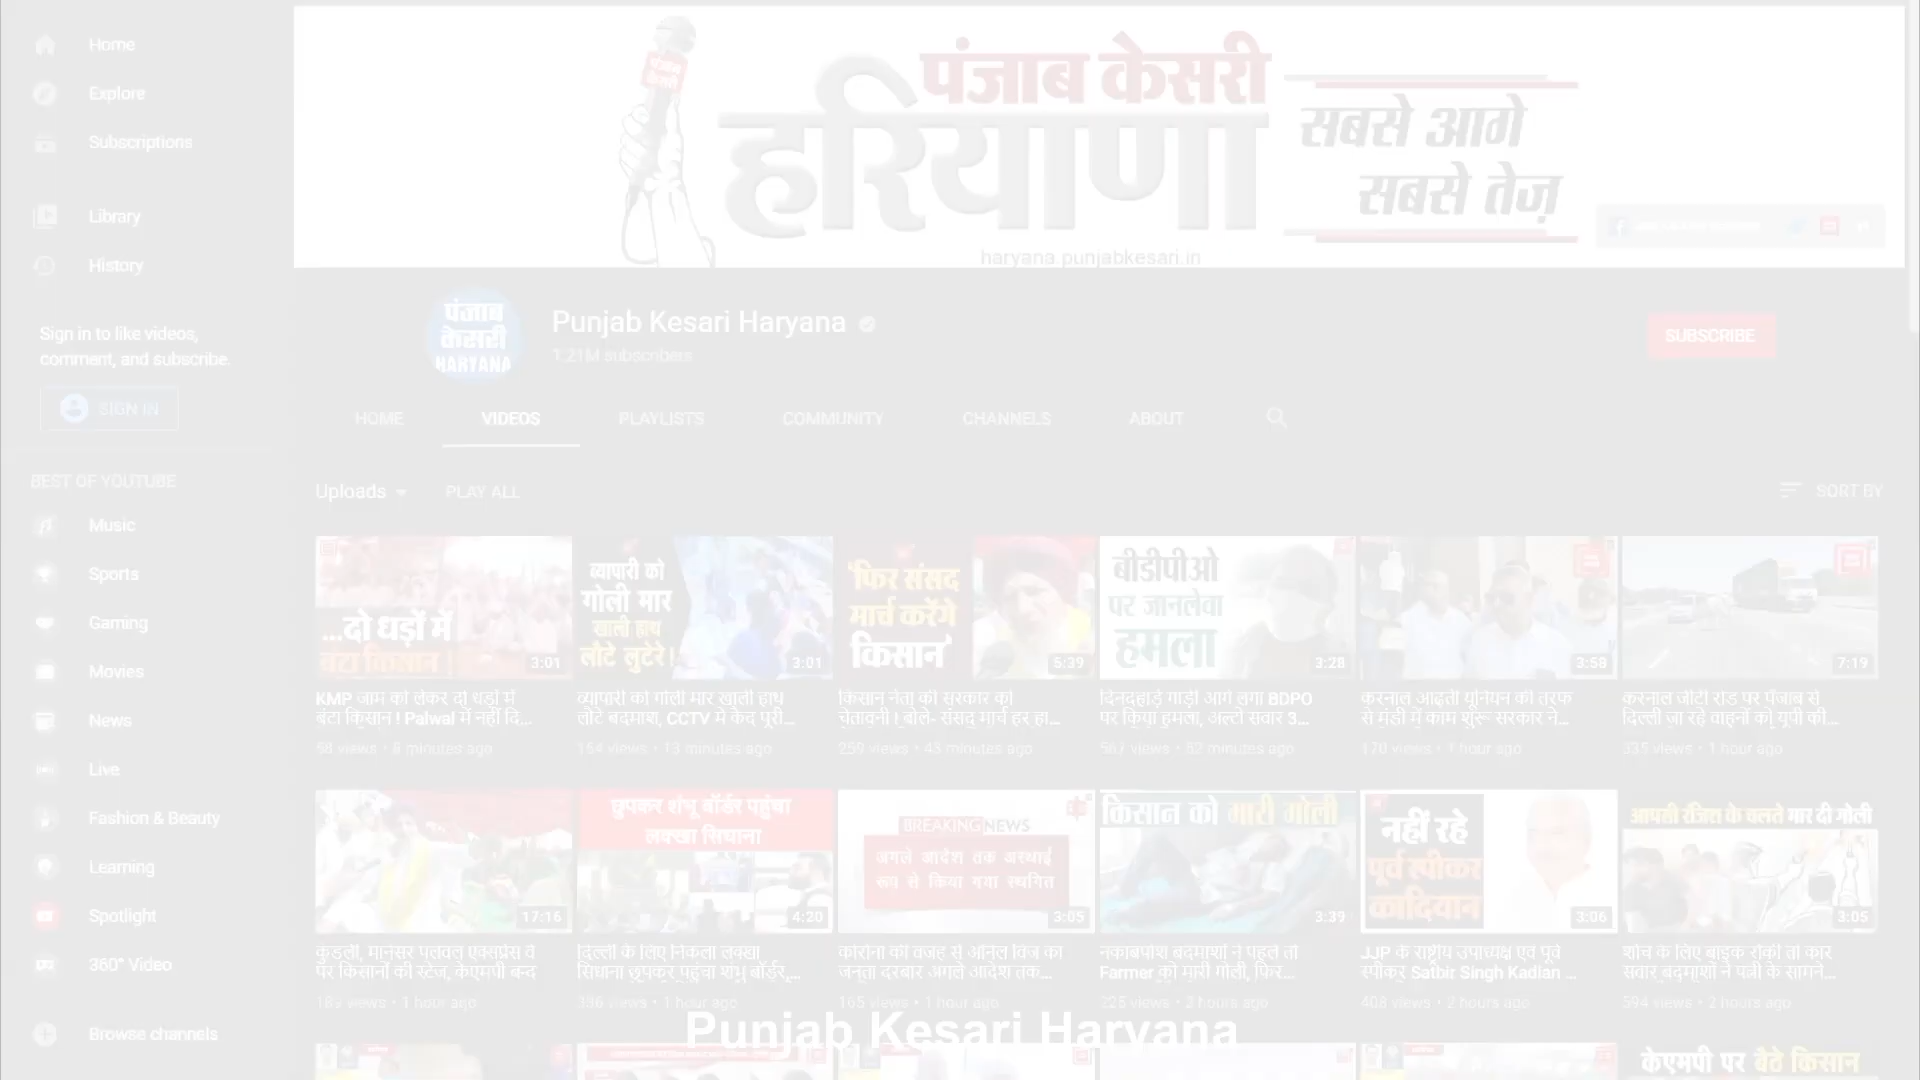 Home
Explore
Subscriptions
Library
History
Sign in to like videos,
comment, and subscribe.
SIGN IN
BEST OF YOUTUBE
Music
Sports
Gaming
Movies
News
Live
Fashion & Beauty
Learning
Spotlight
360° Video
Browse channels
पंजाब केसरी
हरियाणा
सबसे आगे
सबसे तेज़
haryana.punjabkesari.in
पंजाब
केसरी
HARYANA
Punjab Kesari Haryana
1.21M subscribers
SUBSCRIBE
HOME VIDEOS PLAYLISTS COMMUNITY CHANNELS ABOUT
Uploads PLAY ALL SORT BY
...दो धड़ों में
बंटा किसान !
3:01
KMP जाम को लेकर दो धड़ों में
बंटा किसान ! Palwal में नहीं दि...
58 views • 8 minutes ago
व्यापारी को
गोली मार
खाली हाथ
लौटे लुटेरे !
3:01
व्यापारी को गोली मार खाली हाथ
लौटे बदमाश, CCTV में कैद पूरी...
164 views • 13 minutes ago
'फिर संसद
मार्च करेंगे
किसान'
5:39
किसान नेता की सरकार को
चेतावनी ! बोले- संसद मार्च हर हा...
259 views • 43 minutes ago
बीडीपीओ
पर जानलेवा
हमला
3:28
दिनदहाड़े गाड़ी आगे लगा BDPO
पर किया हमला, अल्टो सवार 3...
567 views • 52 minutes ago
3:58
करनाल आढ़ती यूनियन की तरफ
से मंडी में काम शुरू सरकार ने...
170 views • 1 hour ago
7:19
करनाल जीटी रोड पर पंजाब से
दिल्ली जा रहे वाहनों को यूपी की...
335 views • 1 hour ago
17:16
कुंडली, मानेसर पलवल एक्सप्रेस वे
पर किसानों की स्टेज, केएमपी बन्द
189 views • 1 hour ago
छुपकर शंभू बॉर्डर पहुंचा
लक्खा सिधाना
4:20
दिल्ली के लिए निकला लक्खा
सिधाना छुपकर पहुंचा शंभू बॉर्डर,...
336 views • 1 hour ago
BREAKING NEWS
अगले आदेश तक अस्थाई
रूप से किया गया स्थगित
3:05
कोरोना की वजह से अनिल विज का
जनता दरबार अगले आदेश तक...
165 views • 1 hour ago
किसान को मारी गोली
3:39
नकाबपोश बदमाशों ने पहले तो
Farmer को मारी गोली, फिर...
225 views • 2 hours ago
नहीं रहे
पूर्व स्पीकर
कादियान
3:06
JJP के राष्ट्रीय उपाध्यक्ष एवं पूर्व
स्पीकर Satbir Singh Kadian ...
408 views • 2 hours ago
आपसी रंजिश के चलते मार दी गोली
3:05
शौच के लिए बाइक रोकी तो कार
सवार बदमाशों ने पत्नी के सामने...
594 views • 2 hours ago
केएमपी पर बैठे किसान
Punjab Kesari Haryana